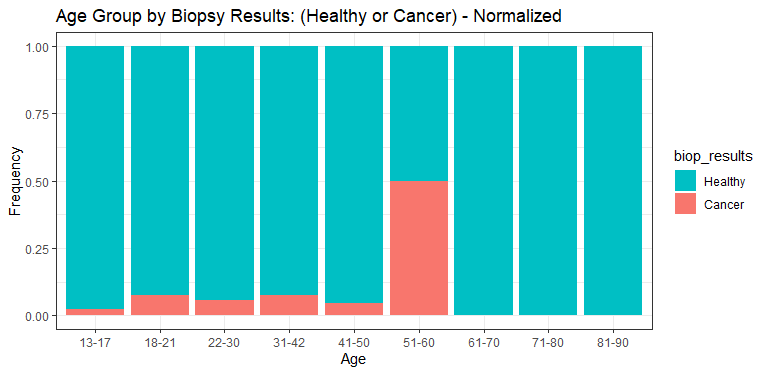 Age Group by Biopsy Results: (Healthy or Cancer) - Normalized
1.00
0.75
0.50
0.25
0.00
Frequency
13-17 18-21 22-30 31-42 41-50 51-60 61-70 71-80 81-90
Age
biop_results
Healthy
Cancer